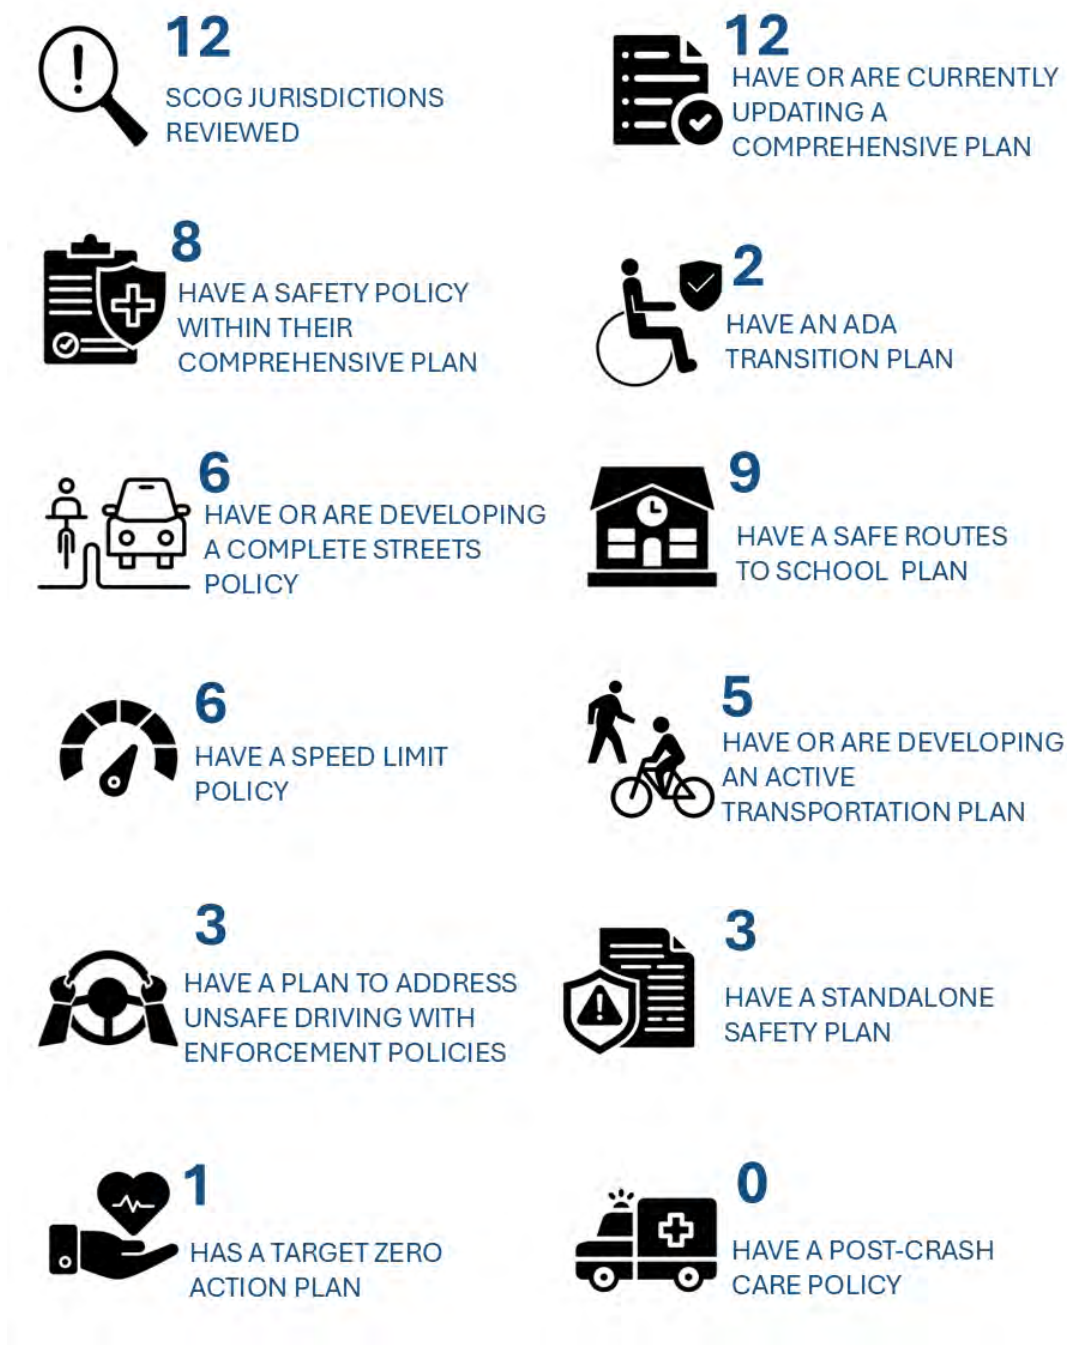 12
SCOG JURISDICTIONS
REVIEWED
12
HAVE OR ARE CURRENTLY
UPDATING A
COMPREHENSIVE PLAN
8
HAVE A SAFETY POLICY
WITHIN THEIR
COMPREHENSIVE PLAN
2
HAVE AN ADA
TRANSITION PLAN
6
HAVE OR ARE DEVELOPING
A COMPLETE STREETS
POLICY
9
HAVE A SAFE ROUTES
TO SCHOOL PLAN
6
HAVE A SPEED LIMIT
POLICY
5
HAVE OR ARE DEVELOPING
AN ACTIVE
TRANSPORTATION PLAN
3
HAVE A PLAN TO ADDRESS
UNSAFE DRIVING WITH
ENFORCEMENT POLICIES
3
HAVE A STANDALONE
SAFETY PLAN
1
HAS A TARGET ZERO
ACTION PLAN
0
HAVE A POST-CRASH
CARE POLICY